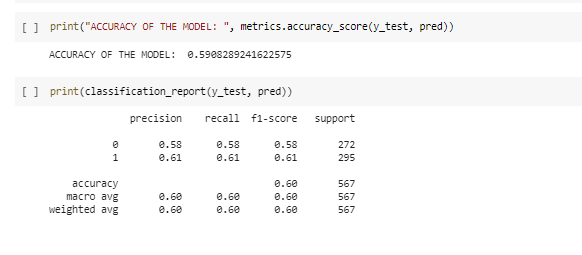 [ ] print("ACCURACY OF THE MODEL: ", metrics.accuracy_score(y_test, pred))
ACCURACY OF THE MODEL:  0.5908289241622575
[ ] print(classification_report(y_test, pred))
precision recall f1-score support
0 0.58 0.58 0.58 272
1 0.61 0.61 0.61 295
accuracy 0.60 567
macro avg 0.60 0.60 0.60 567
weighted avg 0.60 0.60 0.60 567